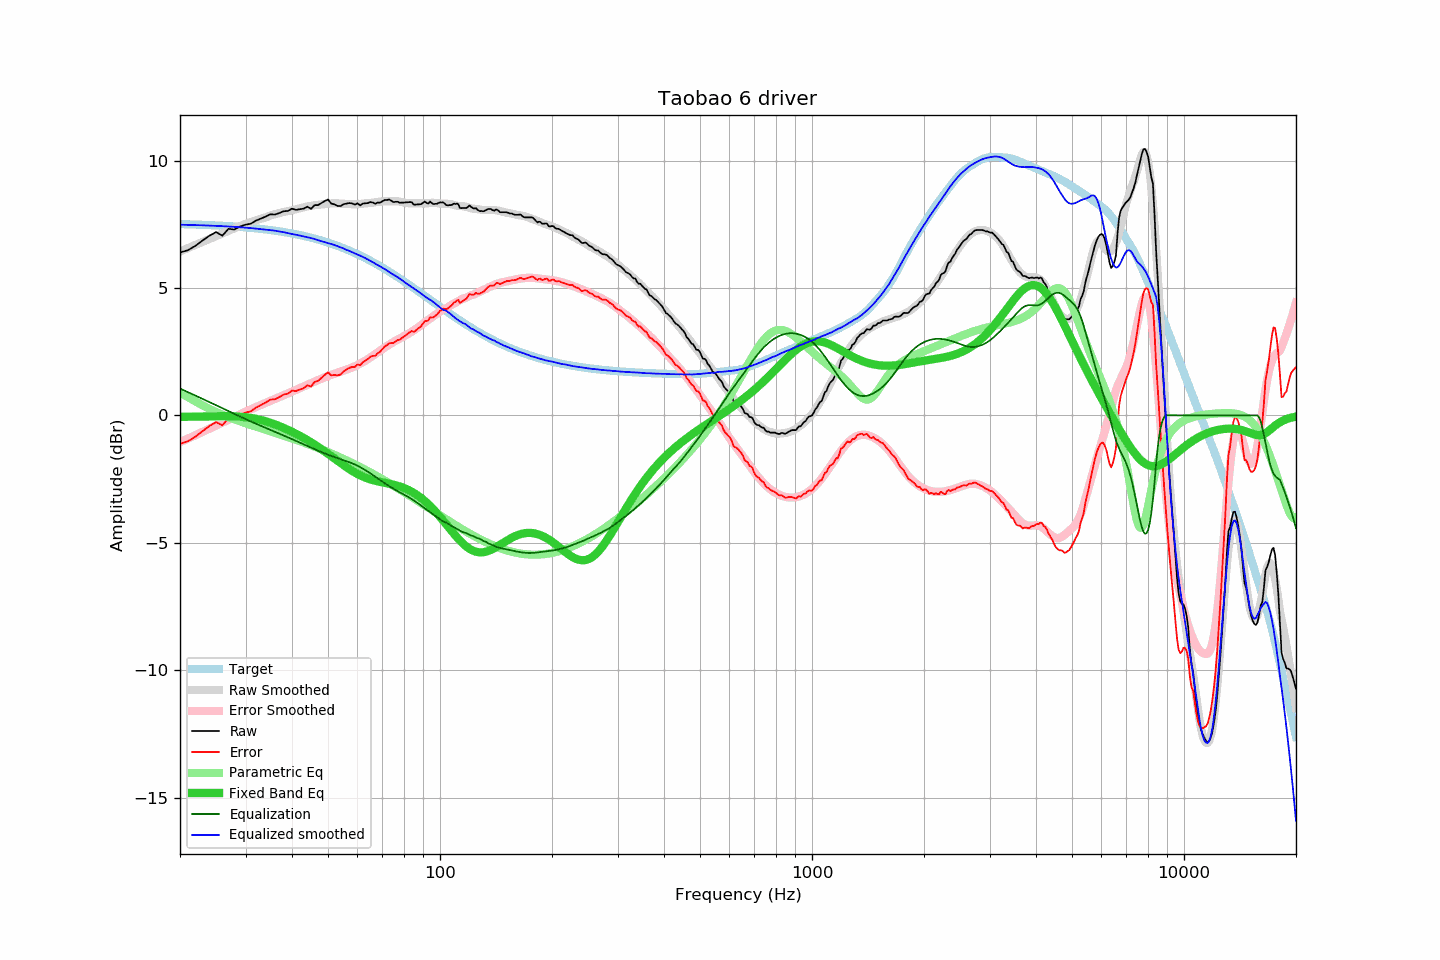 Taobao 6 driver
Amplitude (dBr)
10
5
0
−5
−10
−15
Target
Raw Smoothed
Error Smoothed
Raw
Error
Parametric Eq
Fixed Band Eq
Equalization
Equalized smoothed
100
1000
10000
Frequency (Hz)